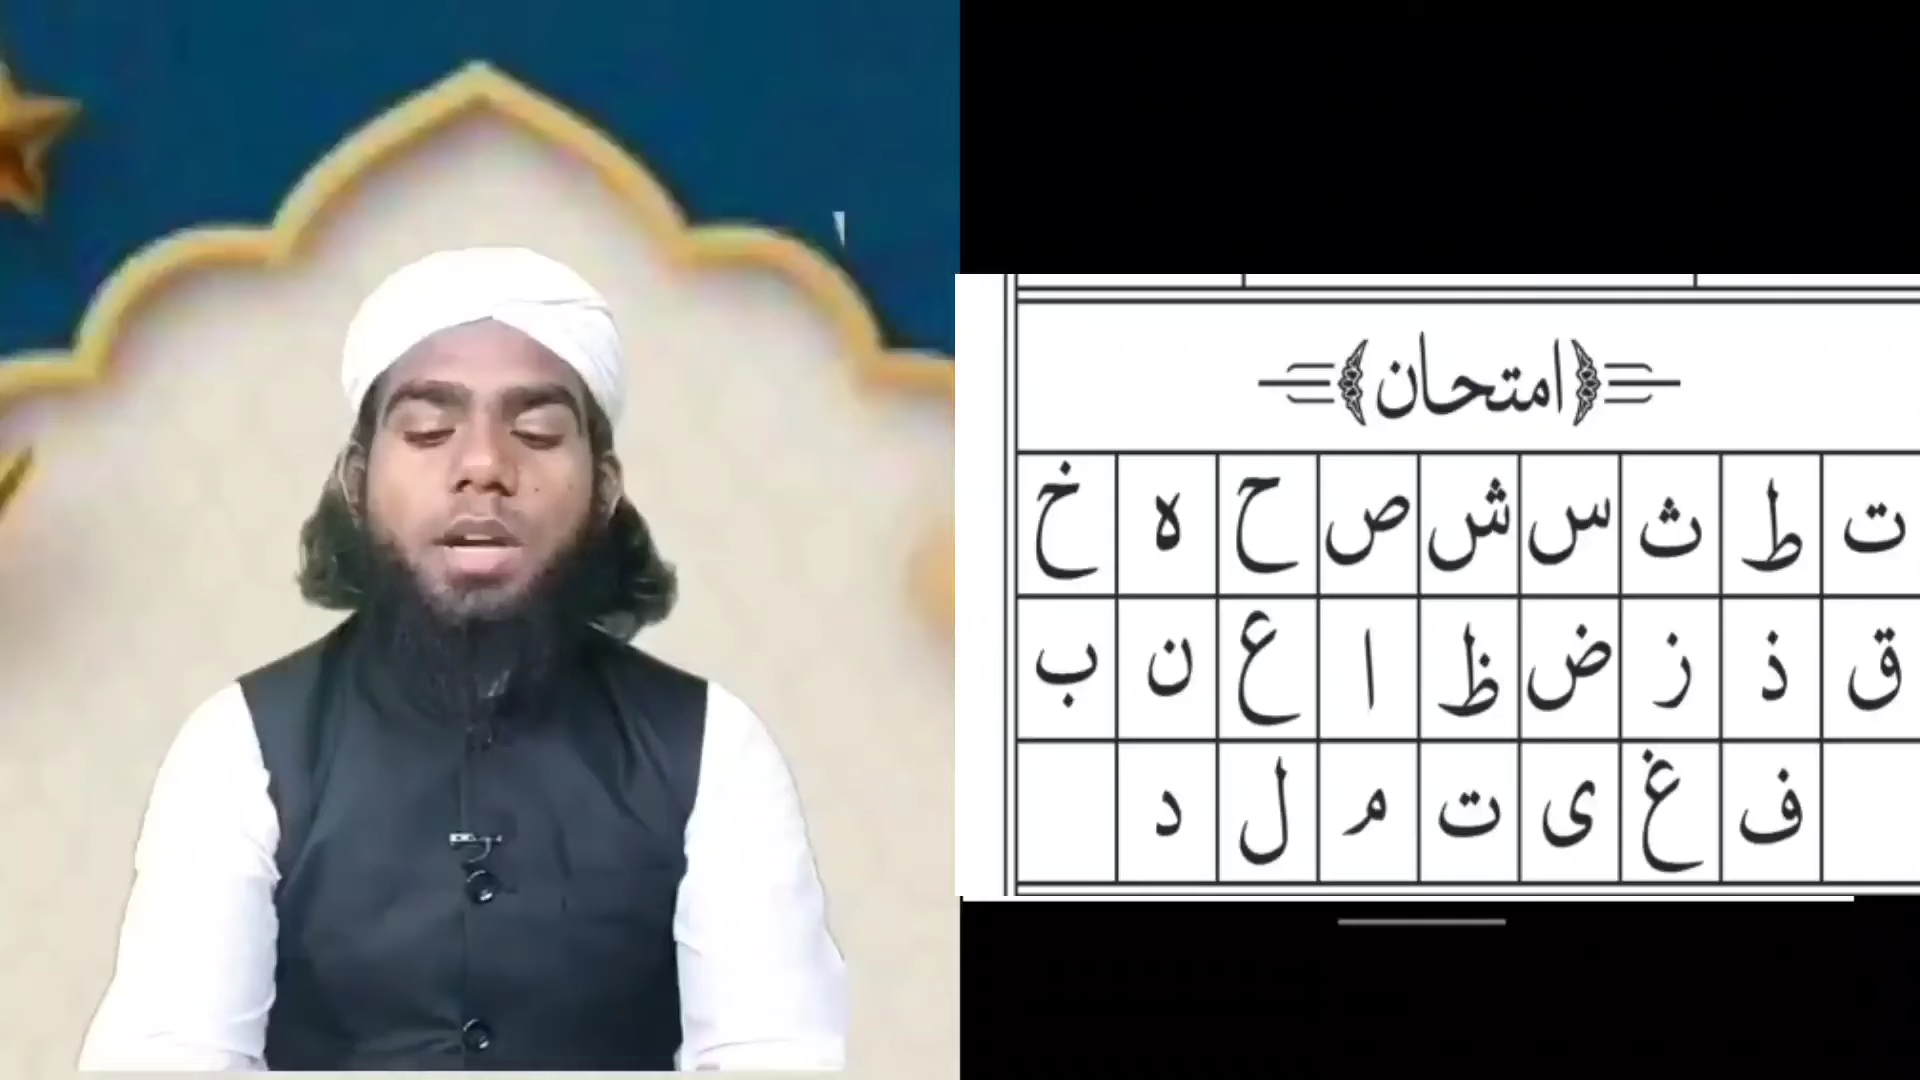 امتحان
ت ط ث س ش ص ح ه خ
ق ذ ز ض ظ ا ع ن ب
ف غ ی ت م ل د